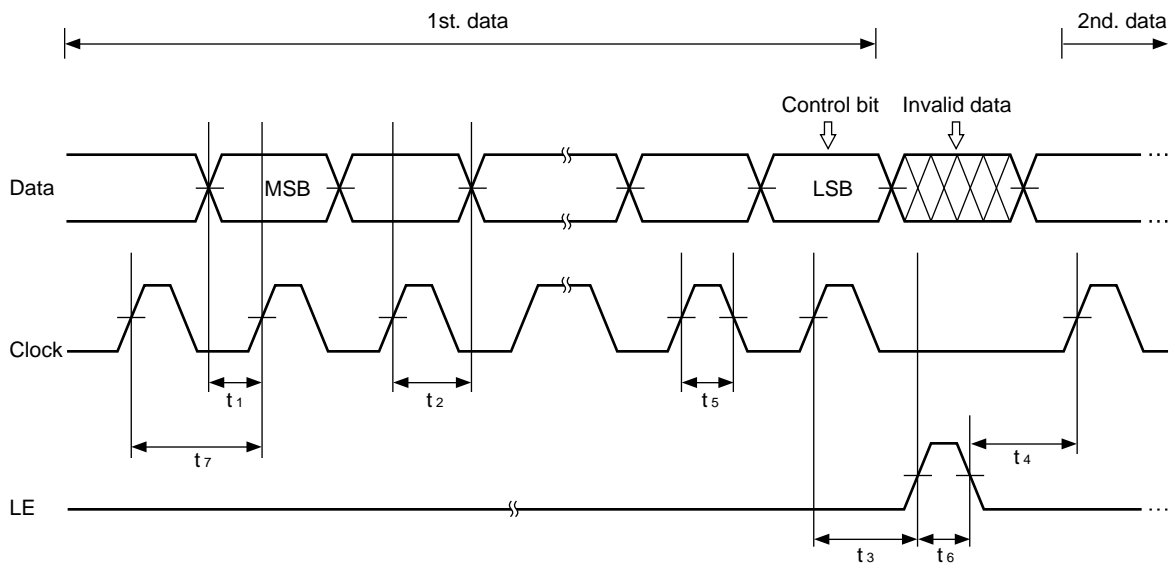 1st. data
2nd. data
Control bit
Invalid data
Data
MSB
LSB
...
...
Clock
t1
t2
t5
t7
t4
LE
...
t3
t6